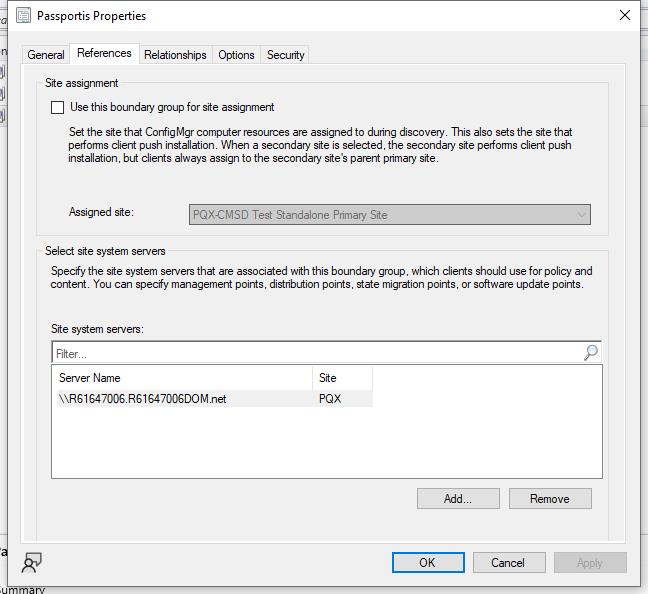 Passportis Properties
General References Relationships Options Security
Site assignment
Use this boundary group for site assignment
Set the site that ConfigMgr computer resources are assigned to during discovery. This also sets the site that
performs client push installation. When a secondary site is selected, the secondary site performs client push
installation, but clients always assign to the secondary site's parent primary site.
Assigned site: PQX-CMSD Test Standalone Primary Site
Select site system servers
Specify the site system servers that are associated with this boundary group, which clients should use for policy and
content. You can specify management points, distribution points, state migration points, or software update points.
Site system servers:
Filter...
Server Name Site
\\R61647006.R61647006DOM.net PQX
Add... Remove
OK Cancel Apply
ummary